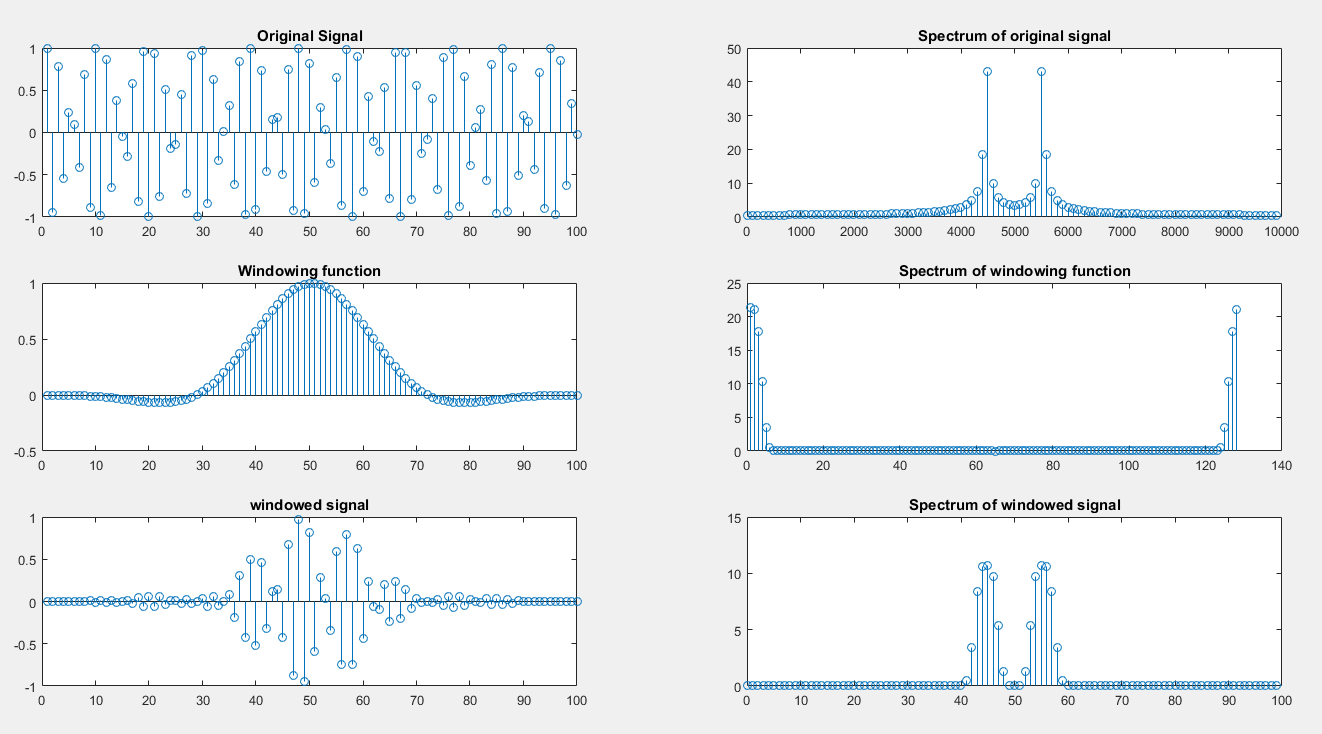 Original Signal
1
0.5
0
-0.5
-1
0 10 20 30 40 50 60 70 80 90 100
Spectrum of original signal
50
40
30
20
10
0
0 1000 2000 3000 4000 5000 6000 7000 8000 9000 10000
Windowing function
1
0.5
0
-0.5
0 10 20 30 40 50 60 70 80 90 100
Spectrum of windowing function
25
20
15
10
5
0
0 20 40 60 80 100 120 140
windowed signal
1
0.5
0
-0.5
-1
0 10 20 30 40 50 60 70 80 90 100
Spectrum of windowed signal
15
10
5
0
0 10 20 30 40 50 60 70 80 90 100